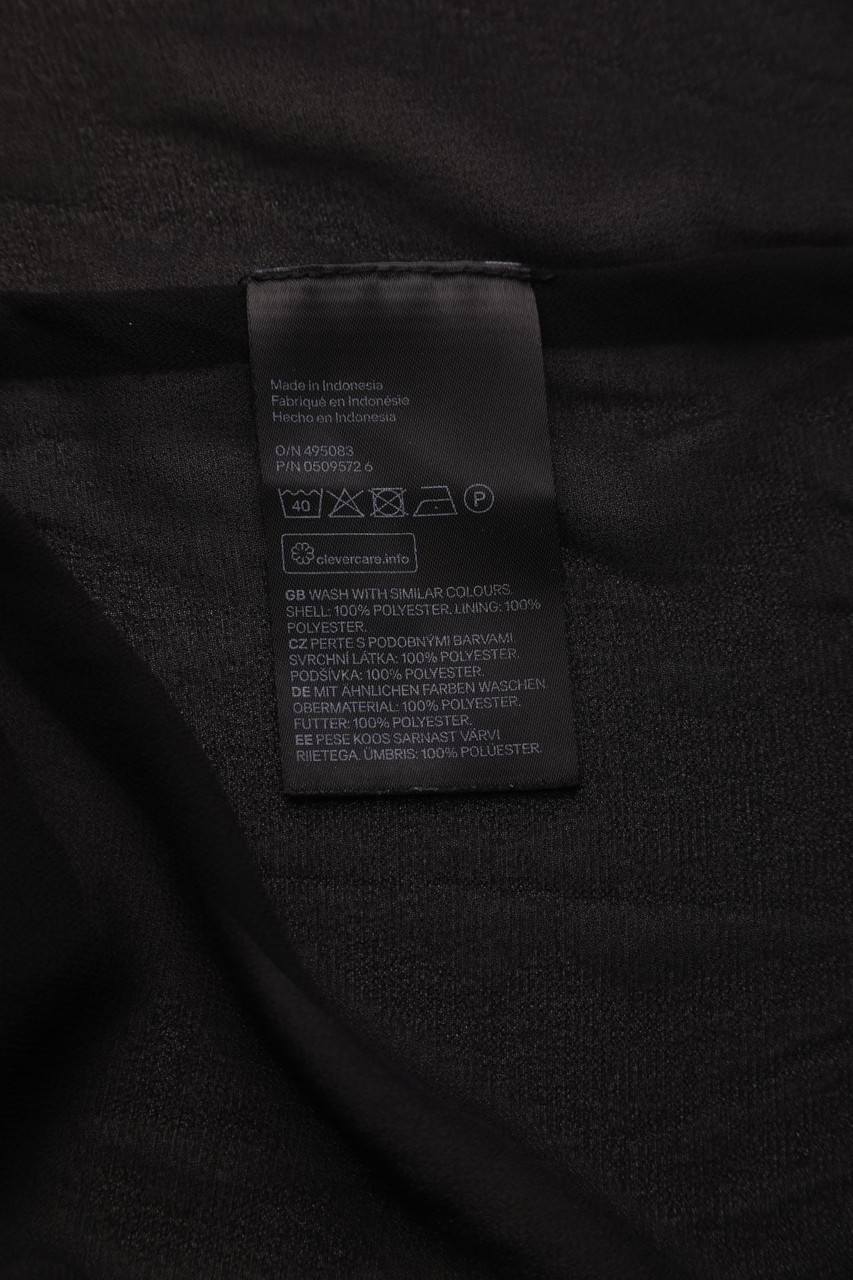 Made in Indonesia
Fabriqué en Indonésie
Hecho en Indonesia
O/N 495083
P/N 0509572 6
40 P
clevercare.info
GB WASH WITH SIMILAR COLOURS.
SHELL: 100% POLYESTER. LINING: 100%
POLYESTER.
CZ PERTE S PODOBNÝMI BARVAMI.
SVRCHNÍ LÁTKA: 100% POLYESTER.
PODŠÍVKA: 100% POLYESTER.
DE MIT ÄHNLICHEN FARBEN WASCHEN.
OBERMATERIAL: 100% POLYESTER.
FUTTER: 100% POLYESTER.
EE PESE KOOS SARNAST VÄRVI
RIIETEGA. ÜMBRIS: 100% POLÜESTER.